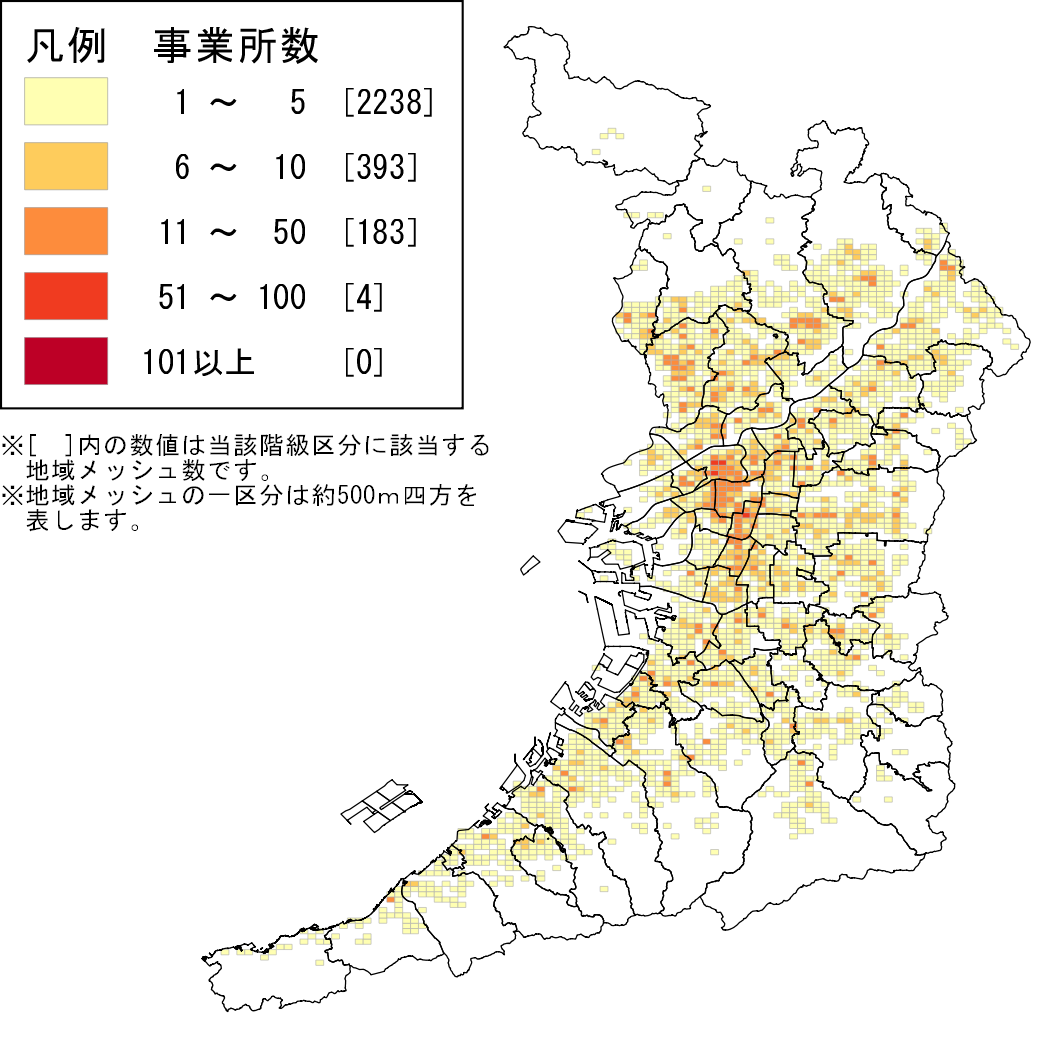 凡例 事業所数
1 ～ 5 [2238]
6 ～ 10 [393]
11 ～ 50 [183]
51 ～ 100 [4]
101以上 [0]
※[ ]内の数値は当該階級区分に該当する
地域メッシュ数です。
※地域メッシュの一区分は約500m四方を
表します。